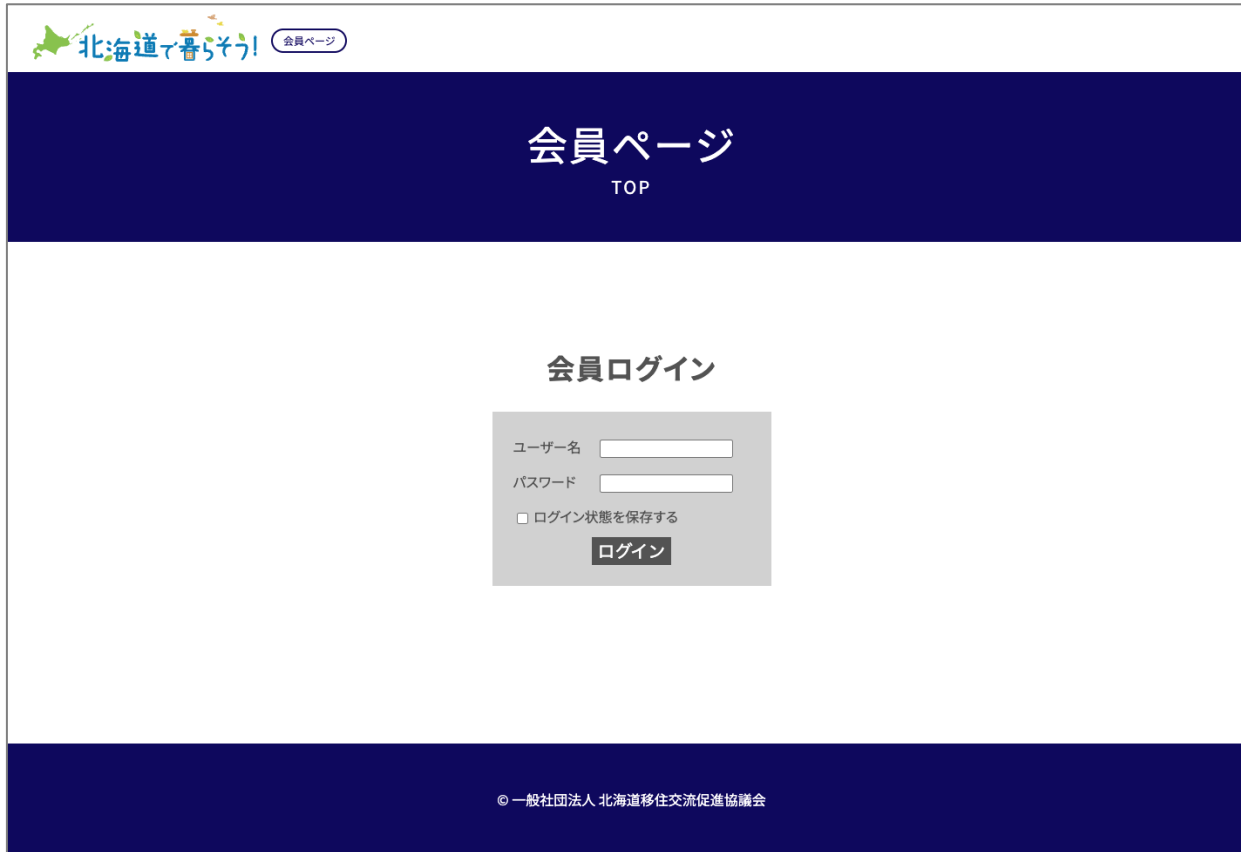 北海道で暮らそう! 会員ページ
会員ページ
TOP
会員ログイン
ユーザー名
パスワード
ログイン状態を保存する
ログイン
© 一般社団法人 北海道移住交流促進協議会